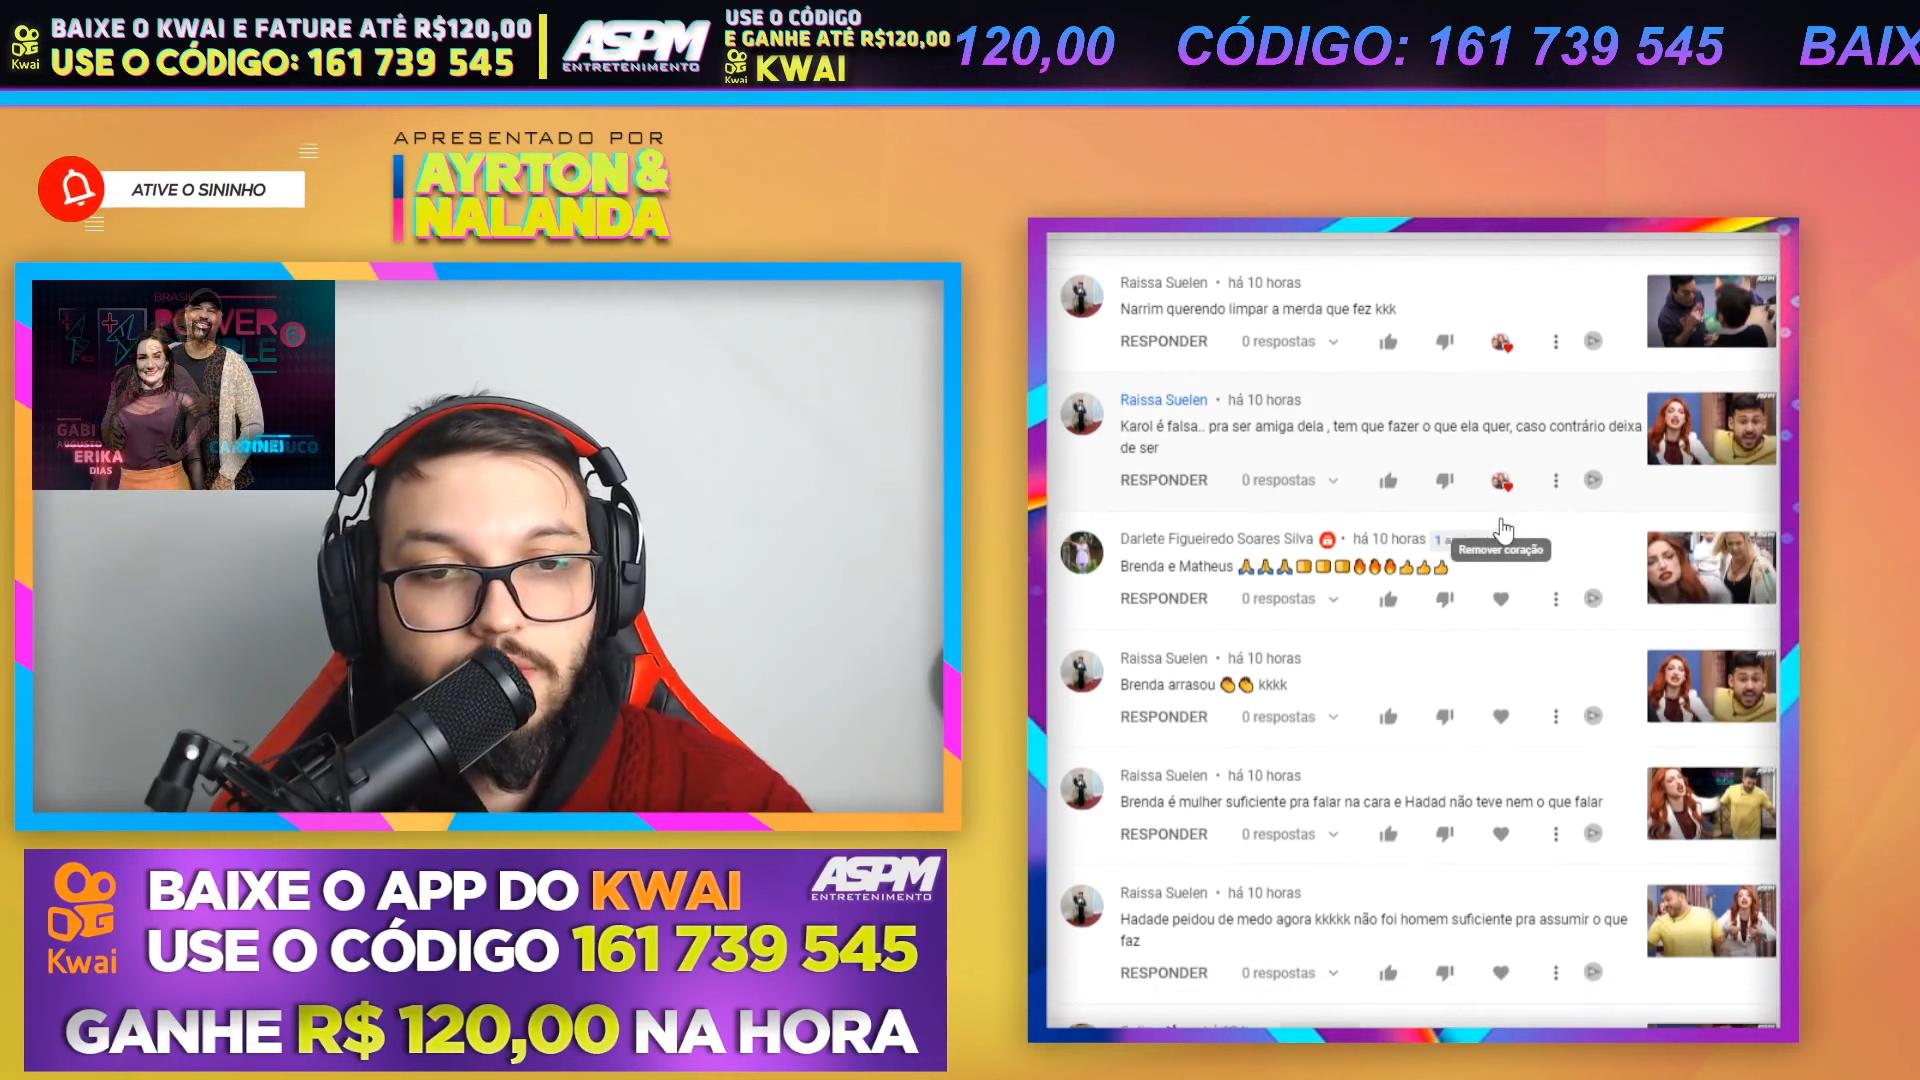 BAIXE O KWAI E FATURE ATÉ R$120,00
USE O CÓDIGO: 161 739 545
Kwai
ASPM
ENTRETENIMENTO
USE O CÓDIGO
E GANHE ATÉ R$120,00
Kwai
KWAI
120,00 CÓDIGO: 161 739 545 BAIX
ATIVE O SININHO
APRESENTADO POR
AYRTON &
NALANDA
BRASIL
POWER
6
GABI
AUGUSTO
ERIKA
DIAS
BAIXE O APP DO KWAI
USE O CÓDIGO 161 739 545
GANHE R$ 120,00 NA HORA
Kwai
ASPM
ENTRETENIMENTO
Raissa Suelen • há 10 horas
Narrim querendo limpar a merda que fez kkk
RESPONDER 0 respostas
Raissa Suelen • há 10 horas
Karol é falsa.. pra ser amiga dela , tem que fazer o que ela quer, caso contrário deixa
de ser
RESPONDER 0 respostas
Darlete Figueiredo Soares Silva • há 10 horas 1
Remover coração
Brenda e Matheus 🙏🙏🙏👊👊👊🔥🔥🔥👍👍👍
RESPONDER 0 respostas
Raissa Suelen • há 10 horas
Brenda arrasou 👏👏 kkkk
RESPONDER 0 respostas
Raissa Suelen • há 10 horas
Brenda é mulher suficiente pra falar na cara e Hadad não teve nem o que falar
RESPONDER 0 respostas
Raissa Suelen • há 10 horas
Hadade peidou de medo agora kkkkk não foi homem suficiente pra assumir o que
faz
RESPONDER 0 respostas